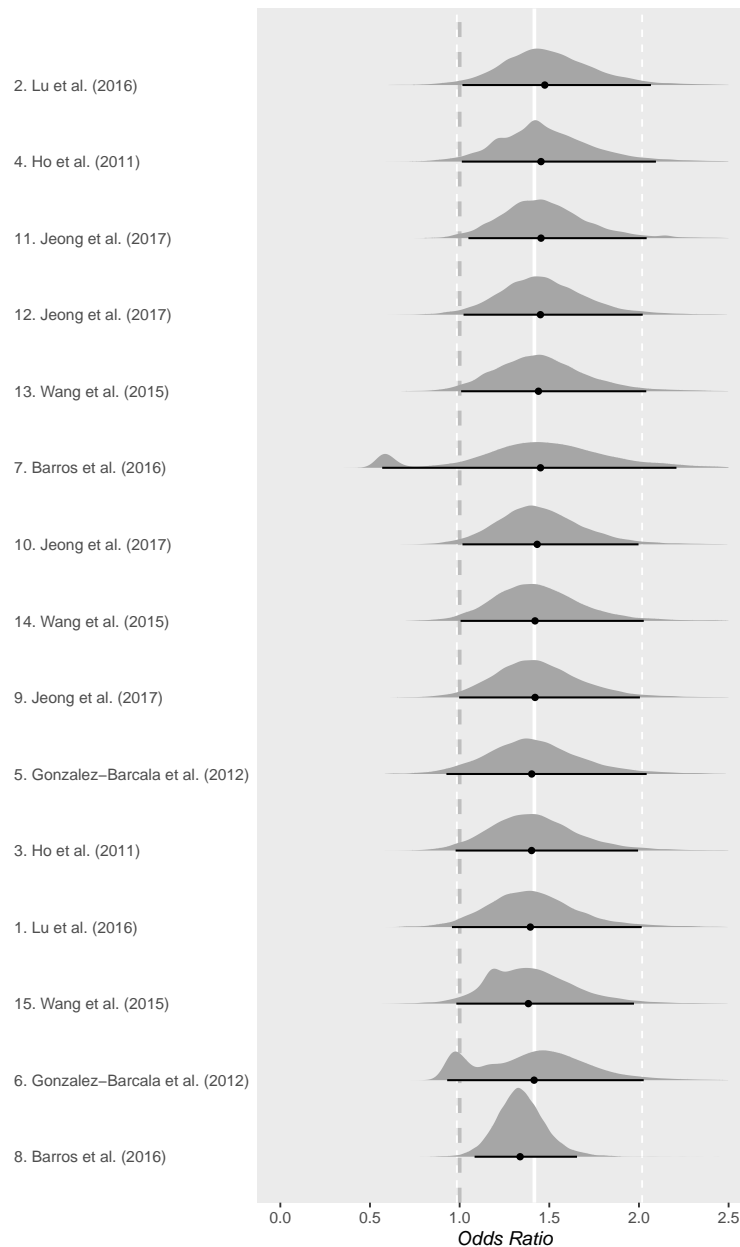 2. Lu et al. (2016)
4. Ho et al. (2011)
11. Jeong et al. (2017)
12. Jeong et al. (2017)
13. Wang et al. (2015)
7. Barros et al. (2016)
10. Jeong et al. (2017)
14. Wang et al. (2015)
9. Jeong et al. (2017)
5. Gonzalez−Barcala et al. (2012)
3. Ho et al. (2011)
1. Lu et al. (2016)
15. Wang et al. (2015)
6. Gonzalez−Barcala et al. (2012)
8. Barros et al. (2016)
0.0 0.5 1.0 1.5 2.0 2.5
Odds Ratio